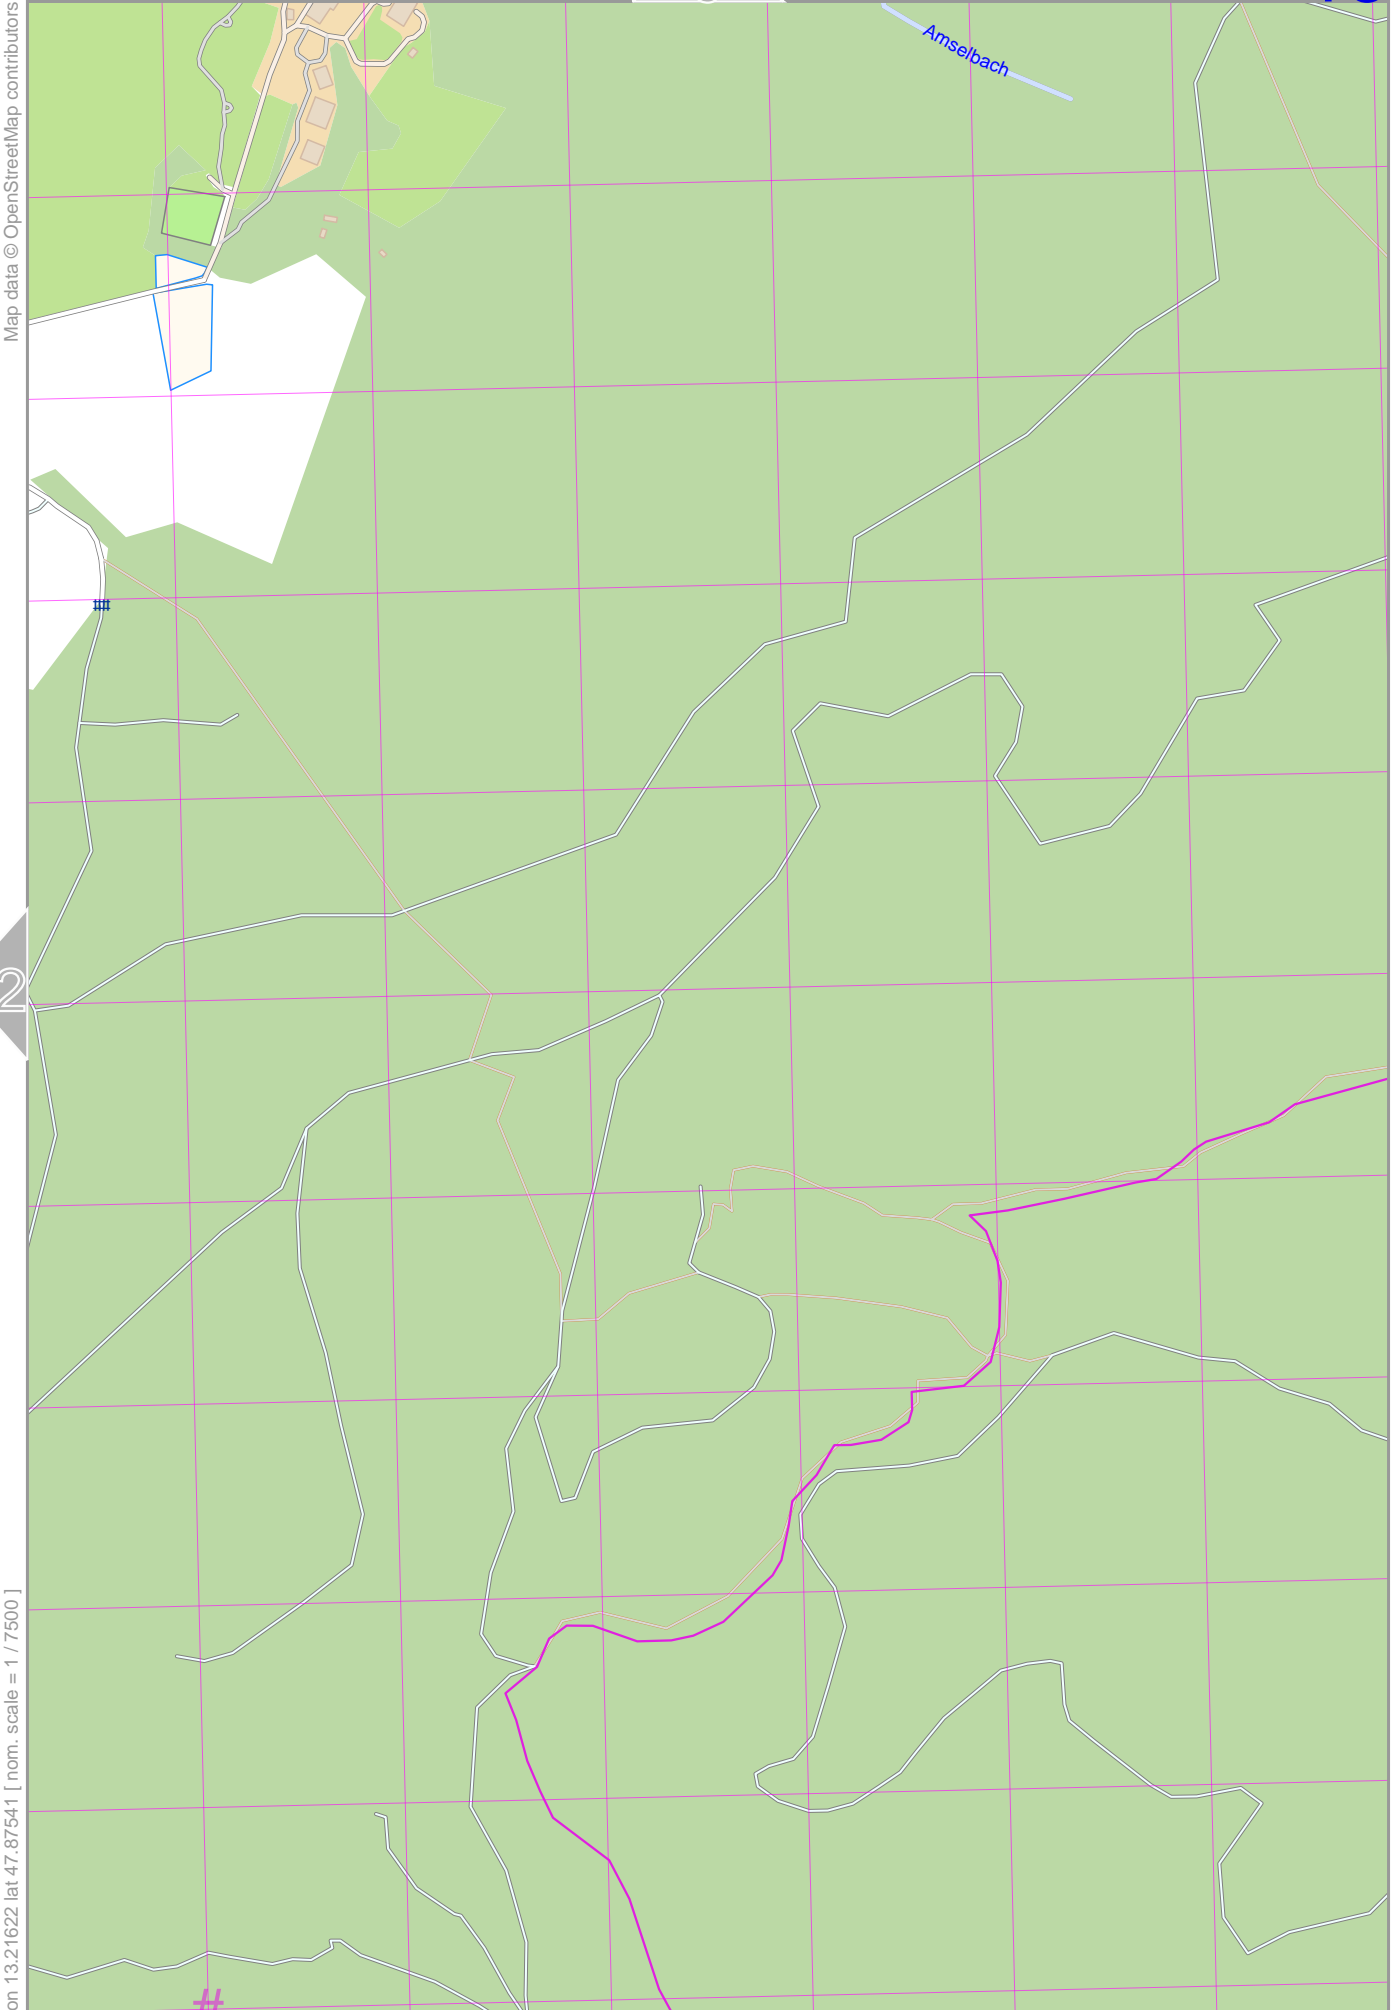 Map data © OpenStreetMap contributors
Amselbach
2
on 13.21622 lat 47.87541 [ nom. scale = 1 / 7500 ]
#